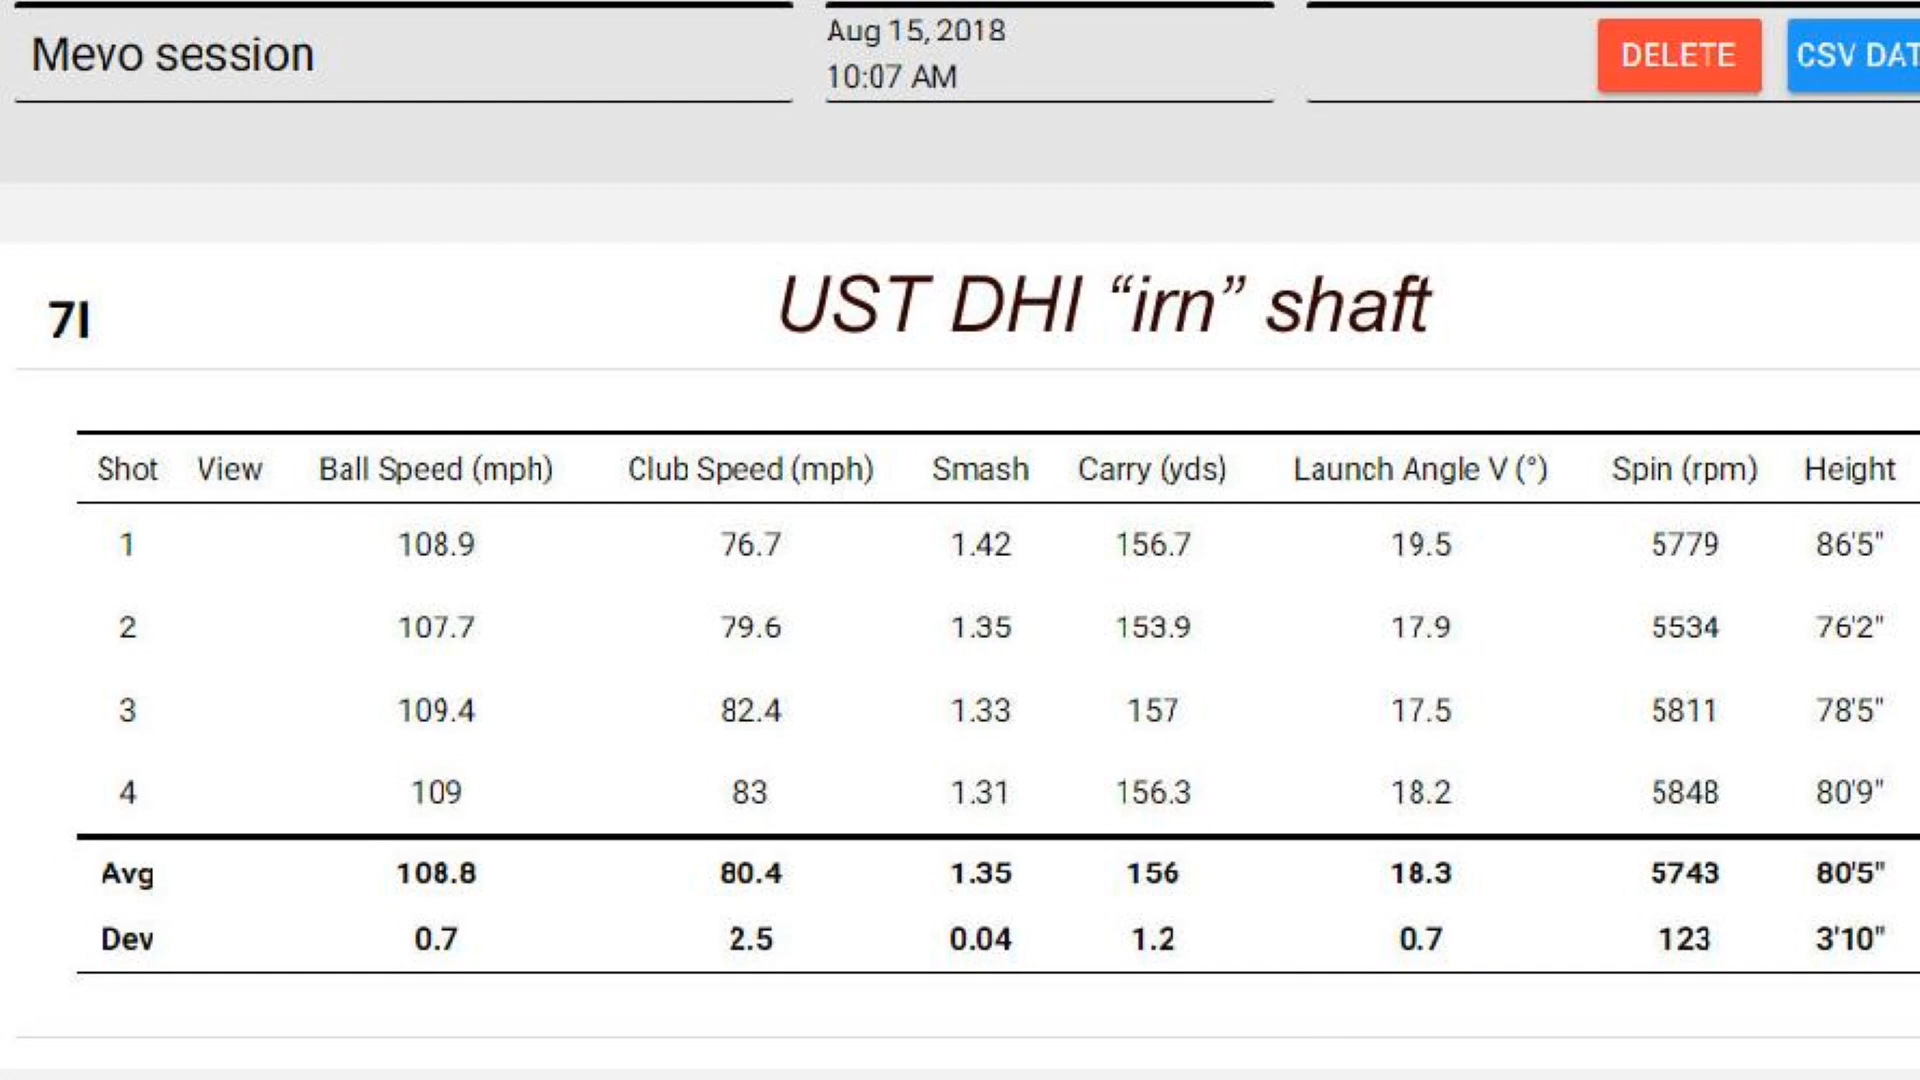 Mevo session
Aug 15, 2018
10:07 AM
DELETE
CSV DAT
7I
UST DHI “irn” shaft
Shot View Ball Speed (mph) Club Speed (mph) Smash Carry (yds) Launch Angle V (°) Spin (rpm) Height
1 108.9 76.7 1.42 156.7 19.5 5779 86'5"
2 107.7 79.6 1.35 153.9 17.9 5534 76'2"
3 109.4 82.4 1.33 157 17.5 5811 78'5"
4 109 83 1.31 156.3 18.2 5848 80'9"
Avg 108.8 80.4 1.35 156 18.3 5743 80'5"
Dev 0.7 2.5 0.04 1.2 0.7 123 3'10"